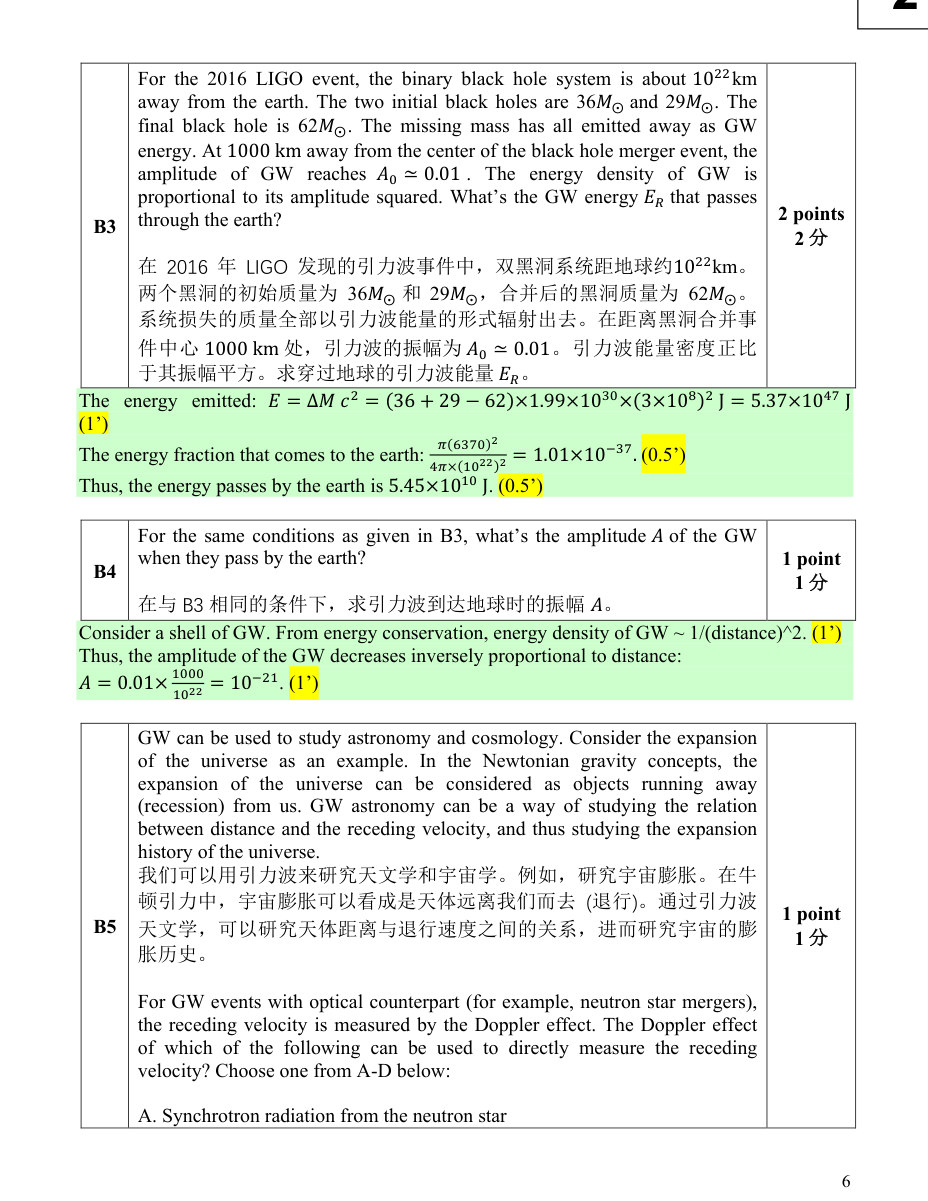 2
B3
For the 2016 LIGO event, the binary black hole system is about 10²²km
away from the earth. The two initial black holes are 36M⊙ and 29M⊙. The
final black hole is 62M⊙. The missing mass has all emitted away as GW
energy. At 1000 km away from the center of the black hole merger event, the
amplitude of GW reaches A₀ ≃ 0.01 . The energy density of GW is
proportional to its amplitude squared. What's the GW energy E_R that passes
through the earth?
在 2016 年 LIGO 发现的引力波事件中，双黑洞系统距地球约10²²km。
两个黑洞的初始质量为 36M⊙ 和 29M⊙，合并后的黑洞质量为 62M⊙。
系统损失的质量全部以引力波能量的形式辐射出去。在距离黑洞合并事
件中心 1000 km 处，引力波的振幅为 A₀ ≃ 0.01。引力波能量密度正比
于其振幅平方。求穿过地球的引力波能量 E_R。
2 points
2 分
The energy emitted: E = ΔM c² = (36 + 29 − 62)×1.99×10³⁰×(3×10⁸)² J = 5.37×10⁴⁷ J
(1’)
The energy fraction that comes to the earth: π(6370)²/4π×(10²²)² = 1.01×10⁻³⁷. (0.5’)
Thus, the energy passes by the earth is 5.45×10¹⁰ J. (0.5’)
B4
For the same conditions as given in B3, what's the amplitude A of the GW
when they pass by the earth?
在与 B3 相同的条件下，求引力波到达地球时的振幅 A。
1 point
1 分
Consider a shell of GW. From energy conservation, energy density of GW ~ 1/(distance)^2. (1’)
Thus, the amplitude of the GW decreases inversely proportional to distance:
A = 0.01× 1000/10²² = 10⁻²¹. (1’)
B5
GW can be used to study astronomy and cosmology. Consider the expansion
of the universe as an example. In the Newtonian gravity concepts, the
expansion of the universe can be considered as objects running away
(recession) from us. GW astronomy can be a way of studying the relation
between distance and the receding velocity, and thus studying the expansion
history of the universe.
我们可以用引力波来研究天文学和宇宙学。例如，研究宇宙膨胀。在牛
顿引力中，宇宙膨胀可以看成是天体远离我们而去 (退行)。通过引力波
天文学，可以研究天体距离与退行速度之间的关系，进而研究宇宙的膨
胀历史。
For GW events with optical counterpart (for example, neutron star mergers),
the receding velocity is measured by the Doppler effect. The Doppler effect
of which of the following can be used to directly measure the receding
velocity? Choose one from A-D below:
A. Synchrotron radiation from the neutron star
1 point
1 分
6